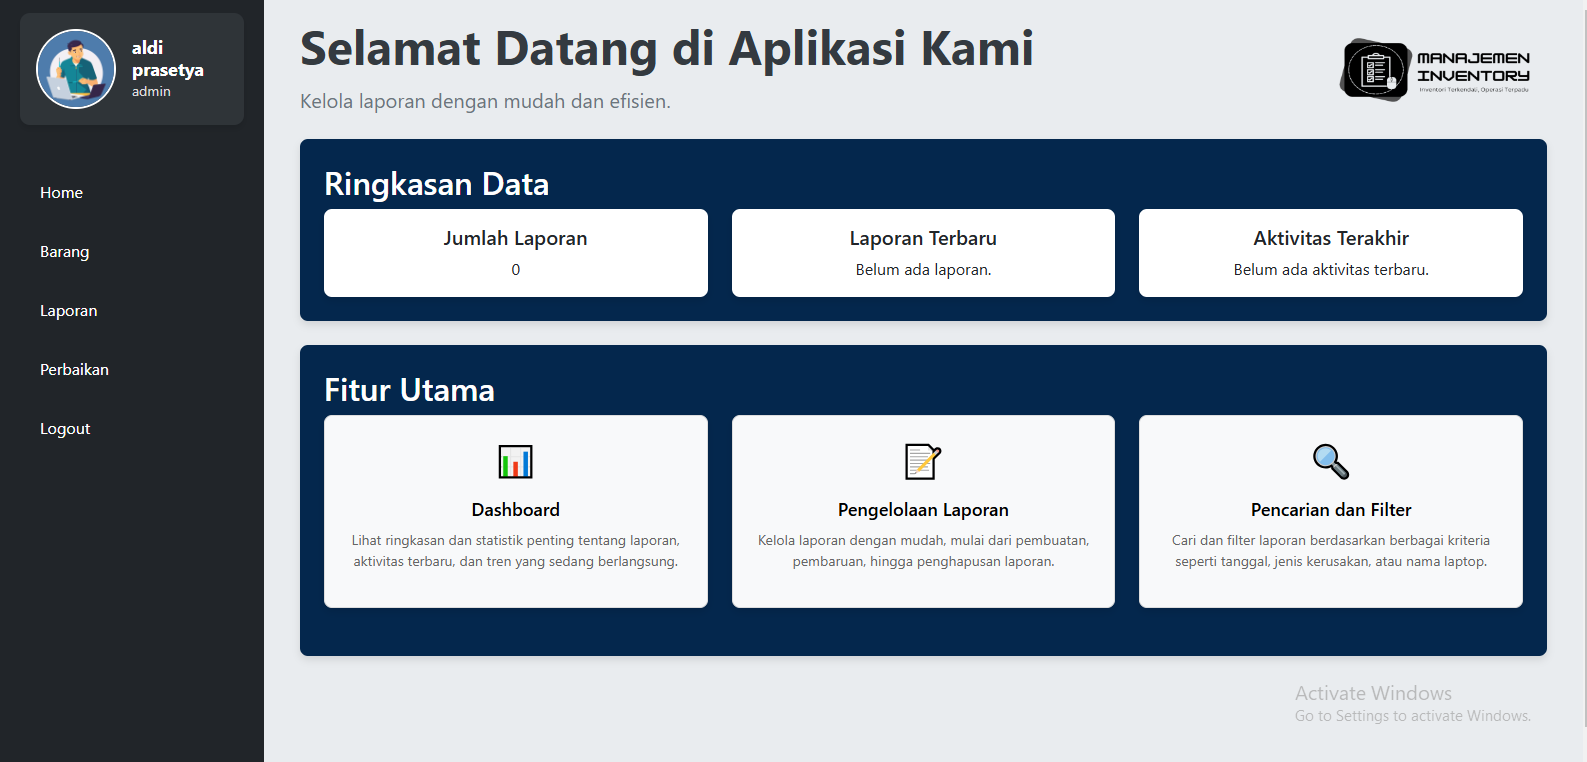 aldi
prasetya
admin
Home
Barang
Laporan
Perbaikan
Logout
Selamat Datang di Aplikasi Kami
Kelola laporan dengan mudah dan efisien.
MANAJEMEN
INVENTORY
Inventori Terkendali, Operasi Terpadu
Ringkasan Data
Jumlah Laporan
0
Laporan Terbaru
Belum ada laporan.
Aktivitas Terakhir
Belum ada aktivitas terbaru.
Fitur Utama
Dashboard
Lihat ringkasan dan statistik penting tentang laporan,
aktivitas terbaru, dan tren yang sedang berlangsung.
Pengelolaan Laporan
Kelola laporan dengan mudah, mulai dari pembuatan,
pembaruan, hingga penghapusan laporan.
Pencarian dan Filter
Cari dan filter laporan berdasarkan berbagai kriteria
seperti tanggal, jenis kerusakan, atau nama laptop.
Activate Windows
Go to Settings to activate Windows.